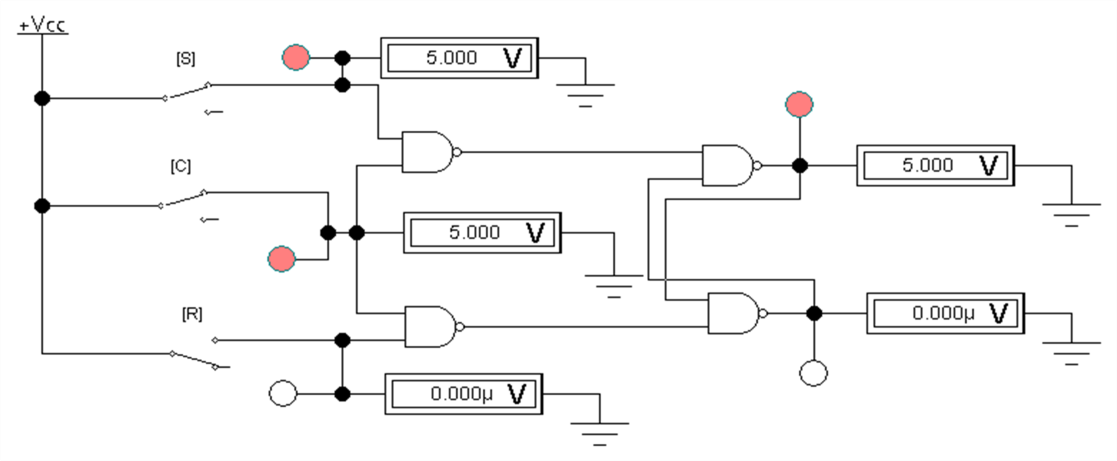 +Vcc
[S]
5.000 V
[C]
5.000 V
5.000 V
[R]
0.000µ V
0.000µ V